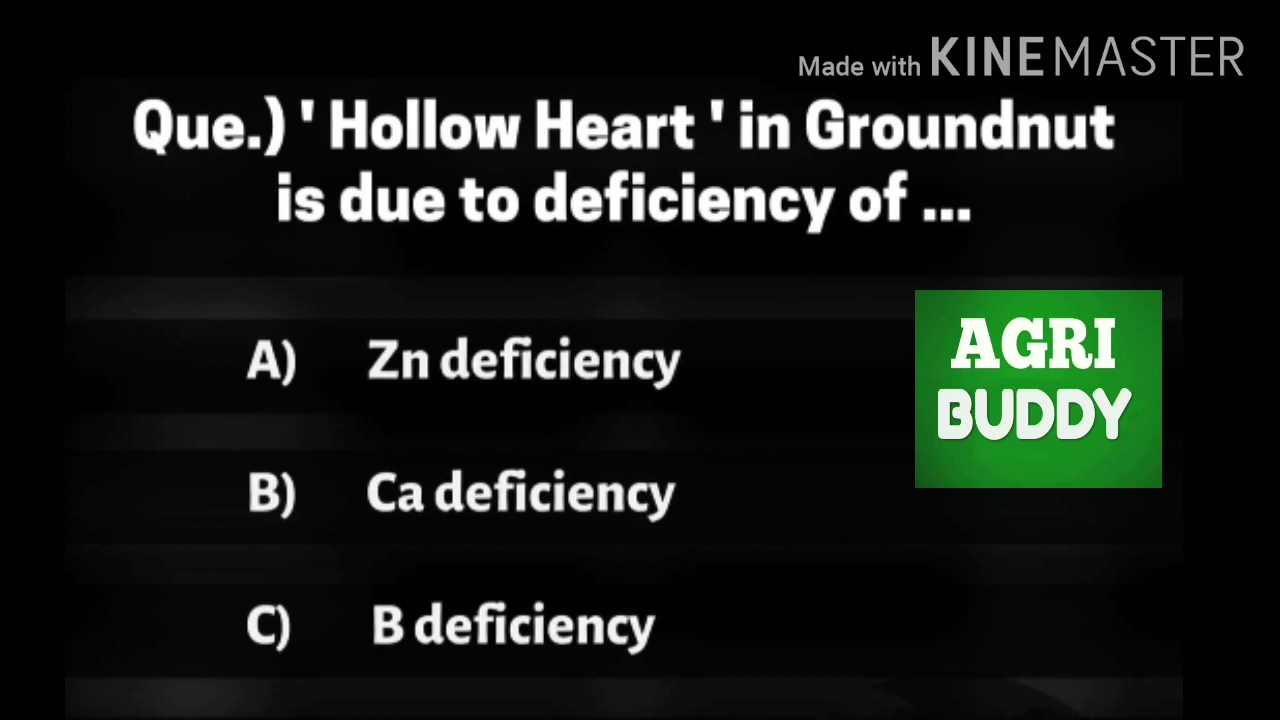 Made with KINEMASTER
Que.) ' Hollow Heart ' in Groundnut
is due to deficiency of ...
A) Zn deficiency
AGRI
BUDDY
B) Ca deficiency
C) B deficiency